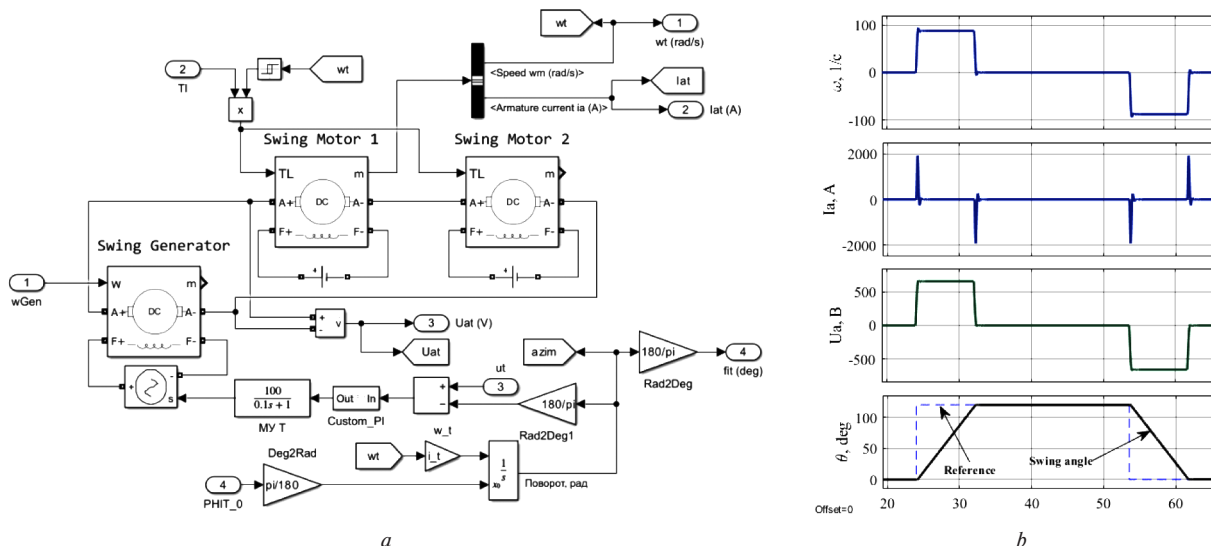 wt
1
wt (rad/s)
2
Tl
wt
<Speed wm (rad/s)>
Iat
x
<Armature current ia (A)>
2
Iat (A)
Swing Motor 1
Swing Motor 2
TL
m
TL
m
A+
DC
A-
A+
DC
A-
F+
F-
F+
F-
Swing Generator
1
wGen
w
m
A+
DC
A-
F+
F-
+
-
v
3
Uat (V)
Uat
+
-
s
100
0.1s+1
МУ Т
Out
In
Custom_PI
+
−
ut
3
180/pi
Rad2Deg1
azim
180/pi
Rad2Deg
4
fit (deg)
wt
w_t
i_t
Deg2Rad
4
PHIT_0
pi/180
1
s
x₀
Поворот, рад
a
ω, 1/c
100
0
-100
Ia, A
2000
0
-2000
Ua, B
500
0
-500
θ, deg
100
50
0
Reference
Swing angle
Offset=0
20
30
40
50
60
b